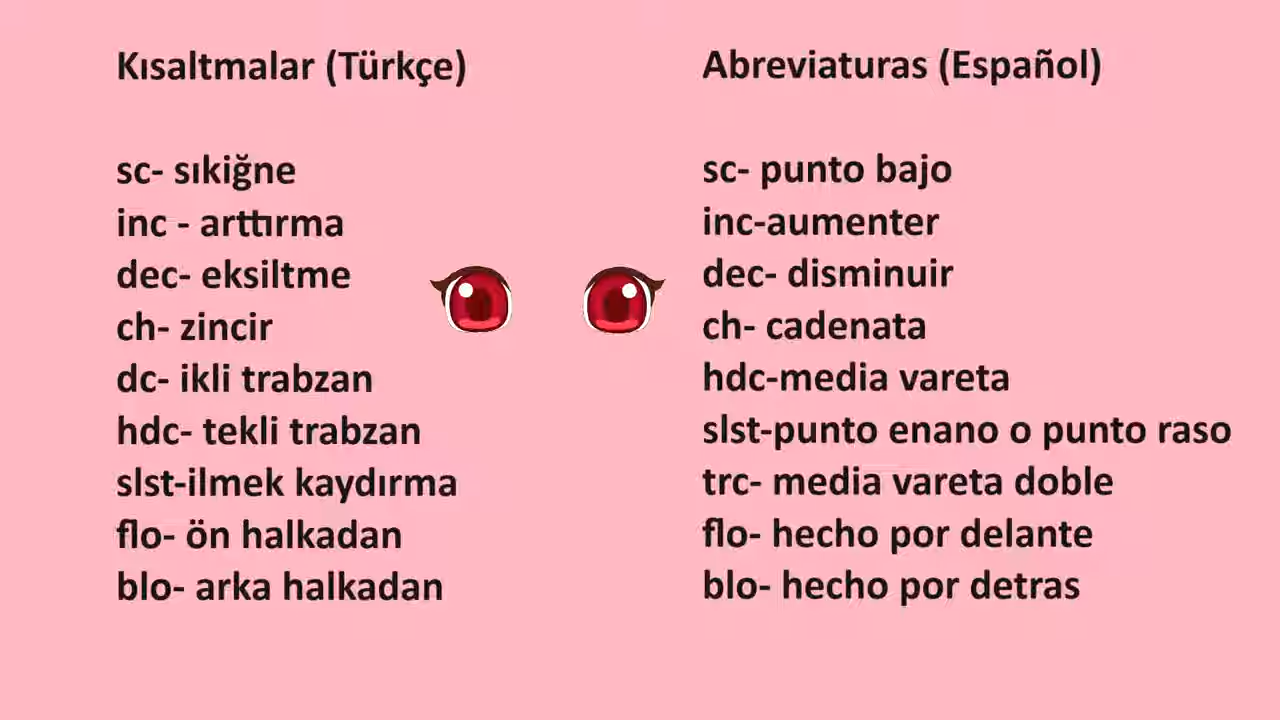 Kısaltmalar (Türkçe)
sc- sıkiğne
inc - arttırma
dec- eksiltme
ch- zincir
dc- ikli trabzan
hdc- tekli trabzan
slst-ilmek kaydırma
flo- ön halkadan
blo- arka halkadan
Abreviaturas (Español)
sc- punto bajo
inc-aumenter
dec- disminuir
ch- cadenata
hdc-media vareta
slst-punto enano o punto raso
trc- media vareta doble
flo- hecho por delante
blo- hecho por detras